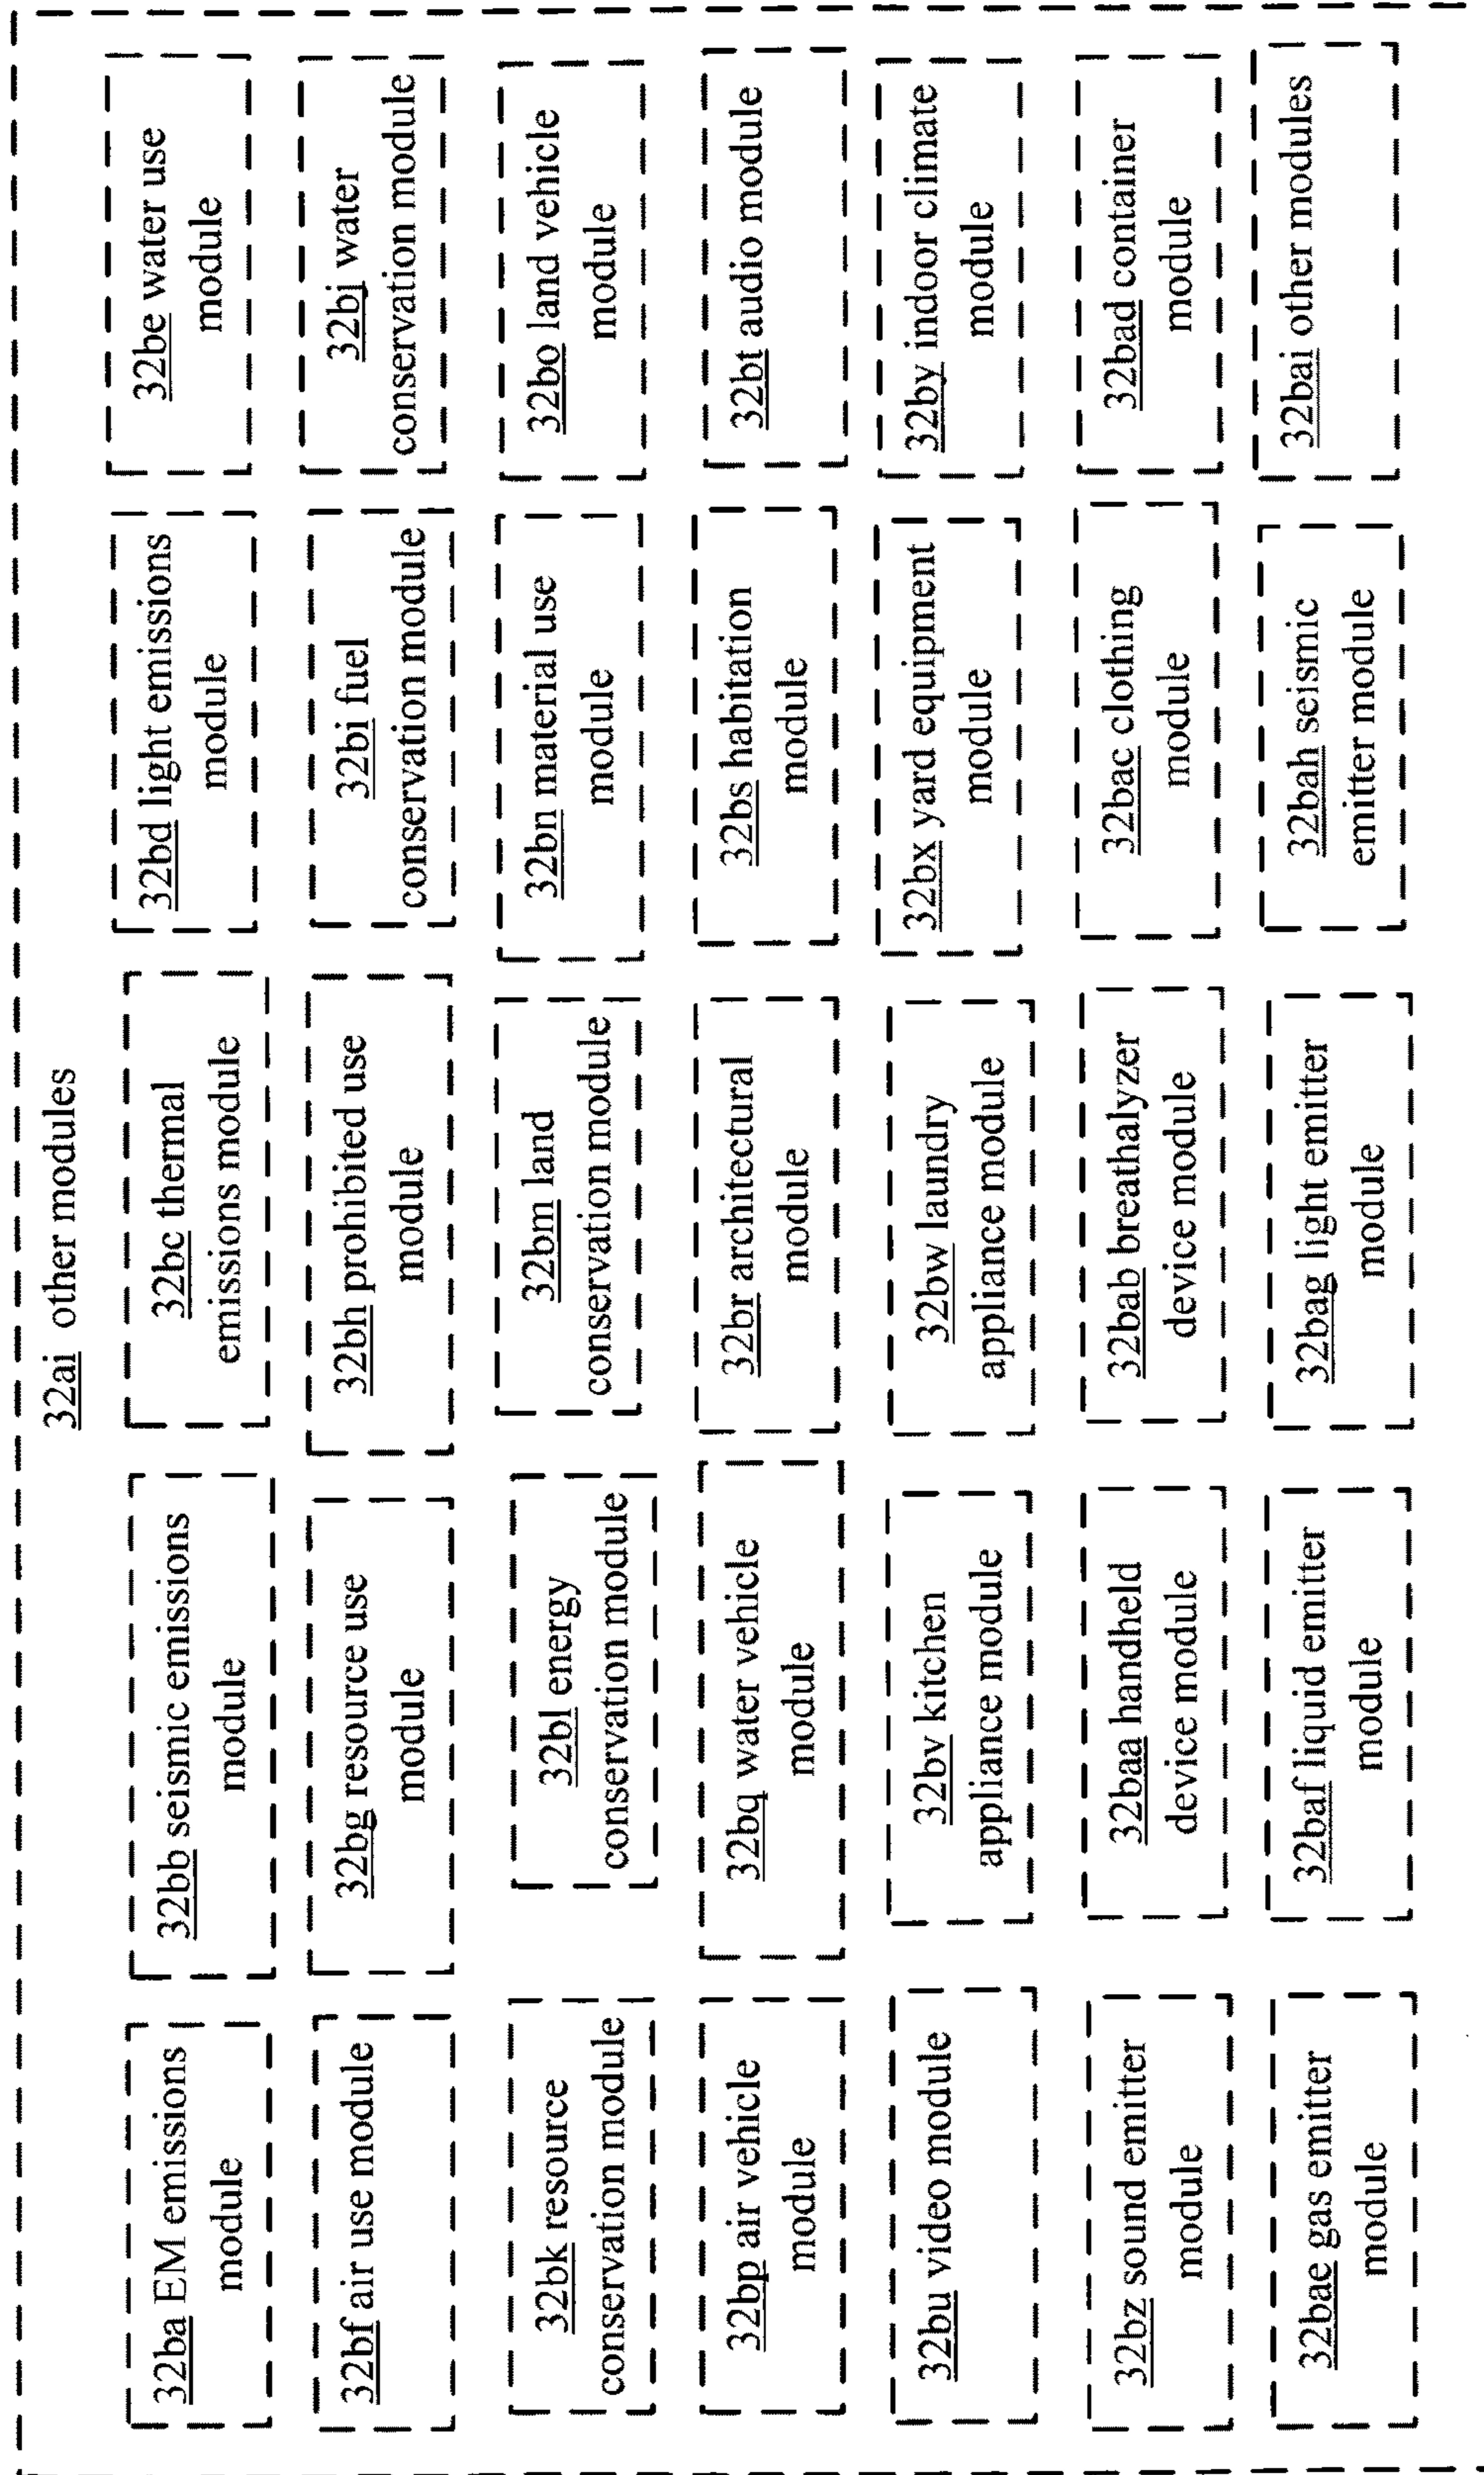 32ai other modules
32ba EM emissions
module
32bb seismic emissions
module
32bc thermal
emissions module
32bd light emissions
module
32be water use
module
32bf air use module
32bg resource use
module
32bh prohibited use
module
32bi fuel
conservation module
32bj water
conservation module
32bk resource
conservation module
32bl energy
conservation module
32bm land
conservation module
32bn material use
module
32bo land vehicle
module
32bp air vehicle
module
32bq water vehicle
module
32br architectural
module
32bs habitation
module
32bt audio module
32bu video module
32bv kitchen
appliance module
32bw laundry
appliance module
32bx yard equipment
module
32by indoor climate
module
32bz sound emitter
module
32baa handheld
device module
32bab breathalyzer
device module
32bac clothing
module
32bad container
module
32bae gas emitter
module
32baf liquid emitter
module
32bag light emitter
module
32bah seismic
emitter module
32bai other modules